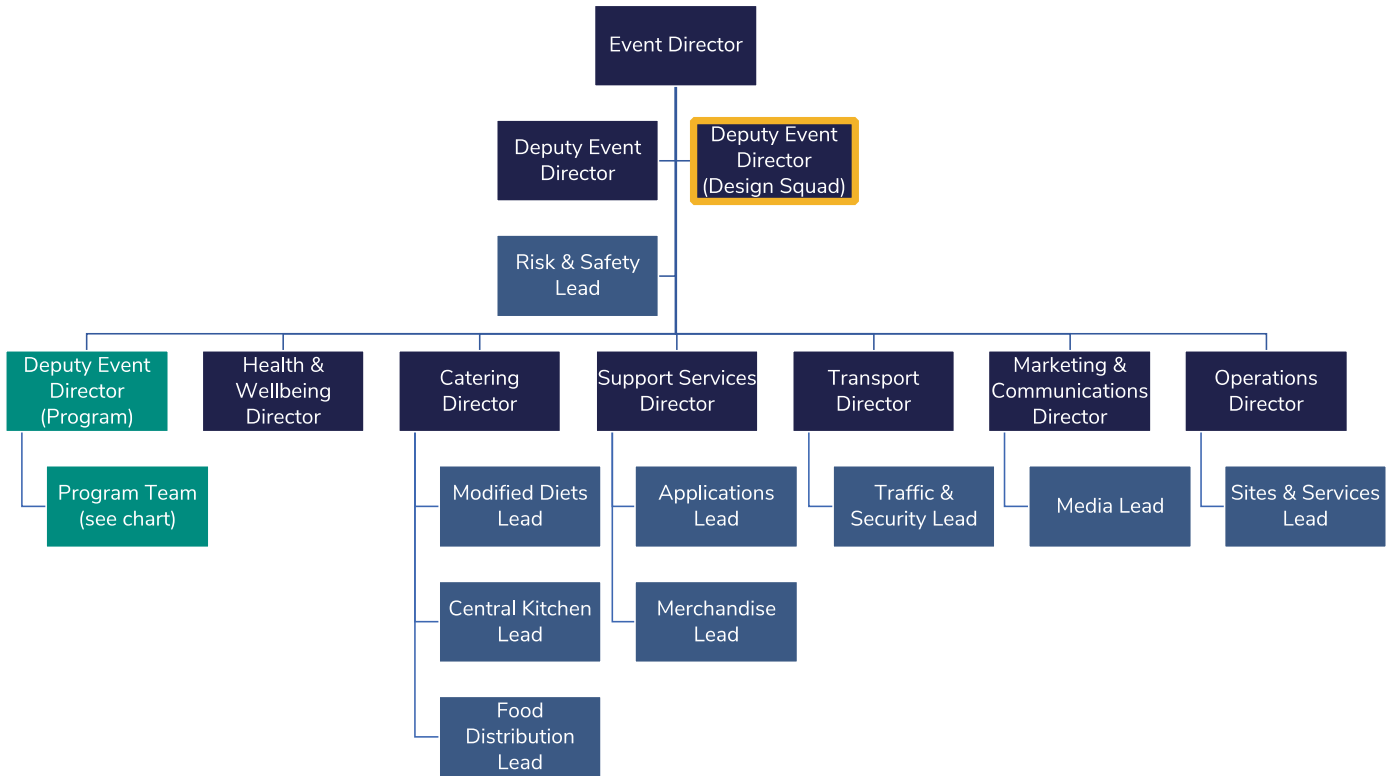 Event Director
Deputy Event
Director
Deputy Event
Director
(Design Squad)
Risk & Safety
Lead
Deputy Event
Director
(Program)
Health &
Wellbeing
Director
Catering
Director
Support Services
Director
Transport
Director
Marketing &
Communications
Director
Operations
Director
Program Team
(see chart)
Modified Diets
Lead
Applications
Lead
Traffic &
Security Lead
Media Lead
Sites & Services
Lead
Central Kitchen
Lead
Merchandise
Lead
Food
Distribution
Lead